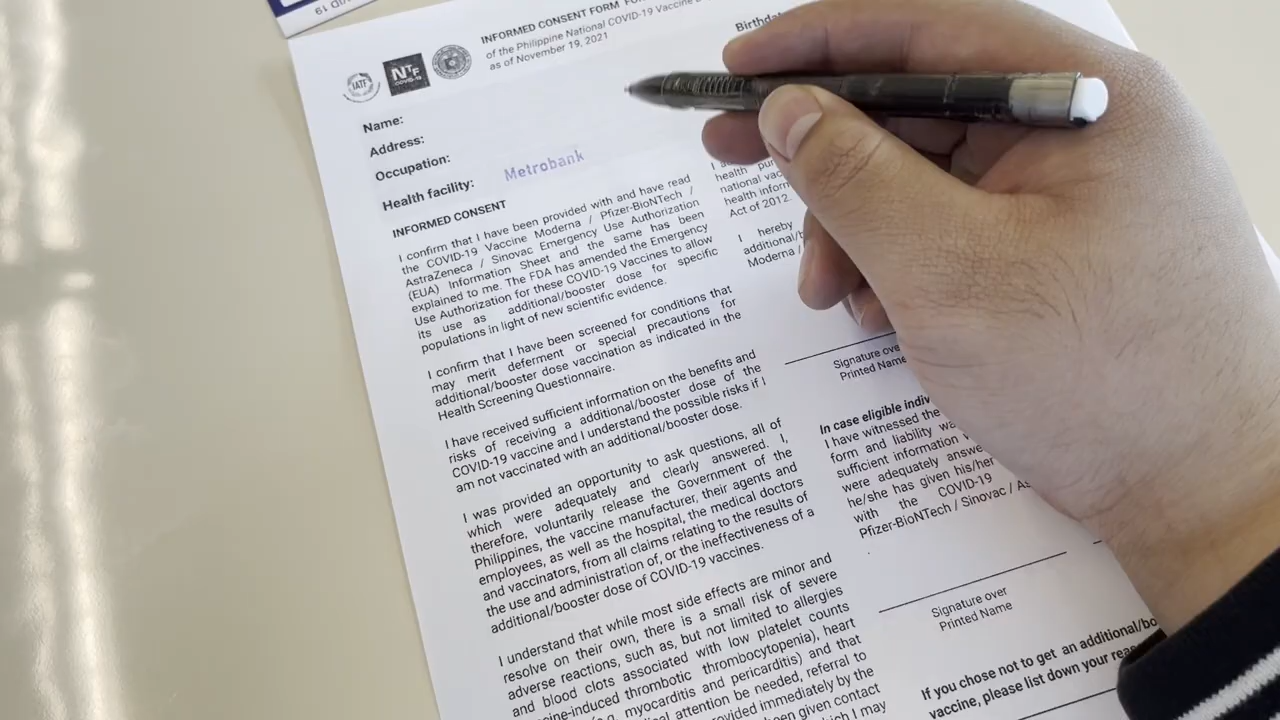 INFORMED CONSENT FORM
of the Philippine National COVID-19 Vaccine
as of November 19, 2021
IATF
NTF
COVID-19
Name:
Address:
Occupation:
Health facility: Metrobank
INFORMED CONSENT
I confirm that I have been provided with and have read
the COVID-19 Vaccine Moderna / Pfizer-BioNTech /
AstraZeneca / Sinovac Emergency Use Authorization
(EUA) Information Sheet and the same has been
explained to me. The FDA has amended the Emergency
Use Authorization for these COVID-19 Vaccines to allow
its use as additional/booster dose for specific
populations in light of new scientific evidence.
I confirm that I have been screened for conditions that
may merit deferment or special precautions for
additional/booster dose vaccination as indicated in the
Health Screening Questionnaire.
I have received sufficient information on the benefits and
risks of receiving a additional/booster dose of the
COVID-19 vaccine and I understand the possible risks if I
am not vaccinated with an additional/booster dose.
I was provided an opportunity to ask questions, all of
which were adequately and clearly answered. I,
therefore, voluntarily release the Government of the
Philippines, the vaccine manufacturer, their agents and
employees, as well as the hospital, the medical doctors
and vaccinators, from all claims relating to the results of
the use and administration of, or the ineffectiveness of a
additional/booster dose of COVID-19 vaccines.
I understand that while most side effects are minor and
resolve on their own, there is a small risk of severe
adverse reactions, such as, but not limited to allergies
and blood clots associated with low platelet counts
thrombotic thrombocytopenia), heart
myocarditis and pericarditis) and that
attention be needed, referral to
provided immediately by the
been given contact
which I may
I
health
national
health
Act of 2012.
I hereby
additional/
Moderna /
Signature over
Printed Name
In case eligible
I have witnessed the
form and liability
sufficient information
were adequately
he/she has given his/her
with the COVID-19
Pfizer-BioNTech / Sinovac /
Signature over
Printed Name
If you chose not to get an
vaccine, please list down your